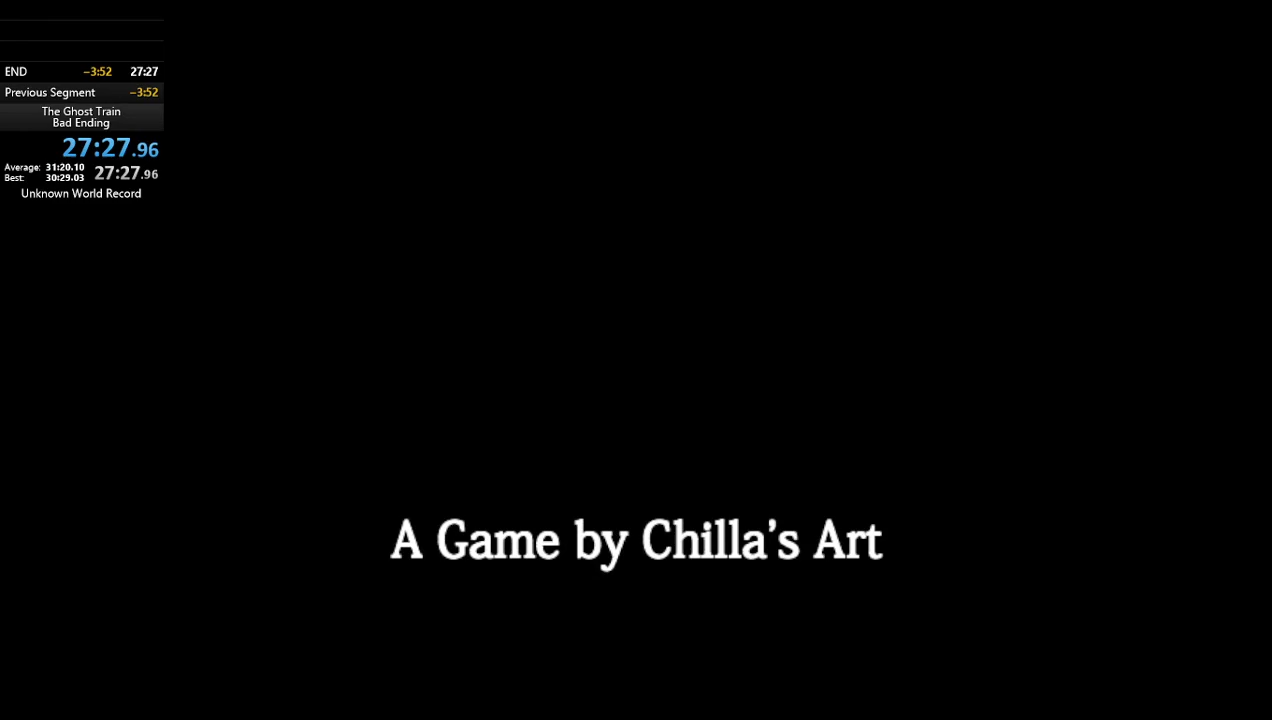 END −3:52 27:27
Previous Segment −3:52
The Ghost Train
Bad Ending
27:27.96
Average: 31:20.10
Best: 30:29.03
27:27.96
Unknown World Record
A Game by Chilla's Art